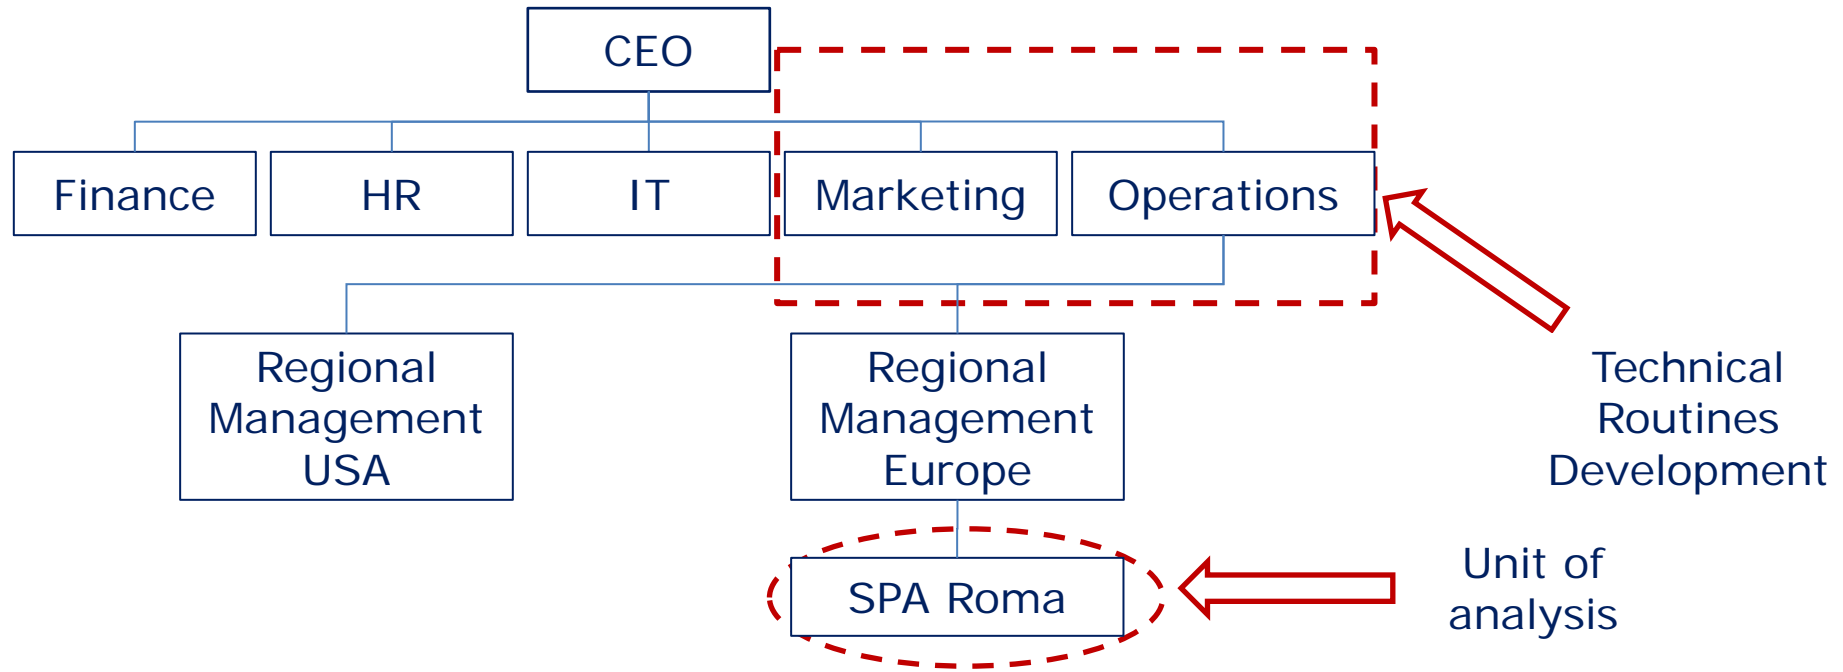 CEO
Finance
HR
IT
Marketing
Operations
Regional
Management
USA
Regional
Management
Europe
Technical
Routines
Development
SPA Roma
Unit of
analysis